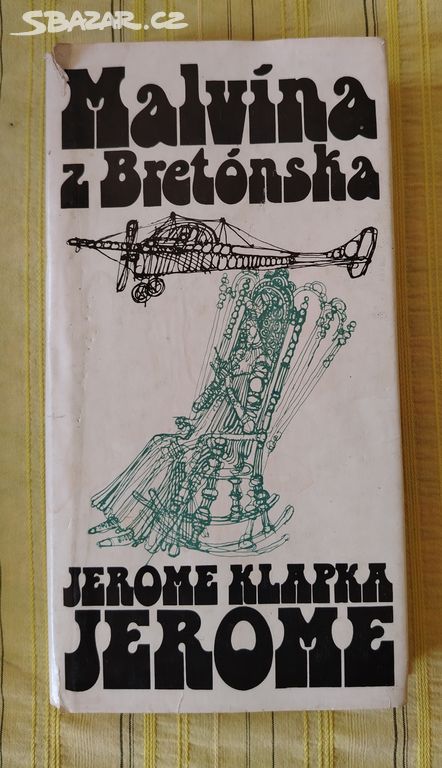 SBAZAR.CZ
Malvína
z Bretónska
JEROME KLAPKA
JEROME